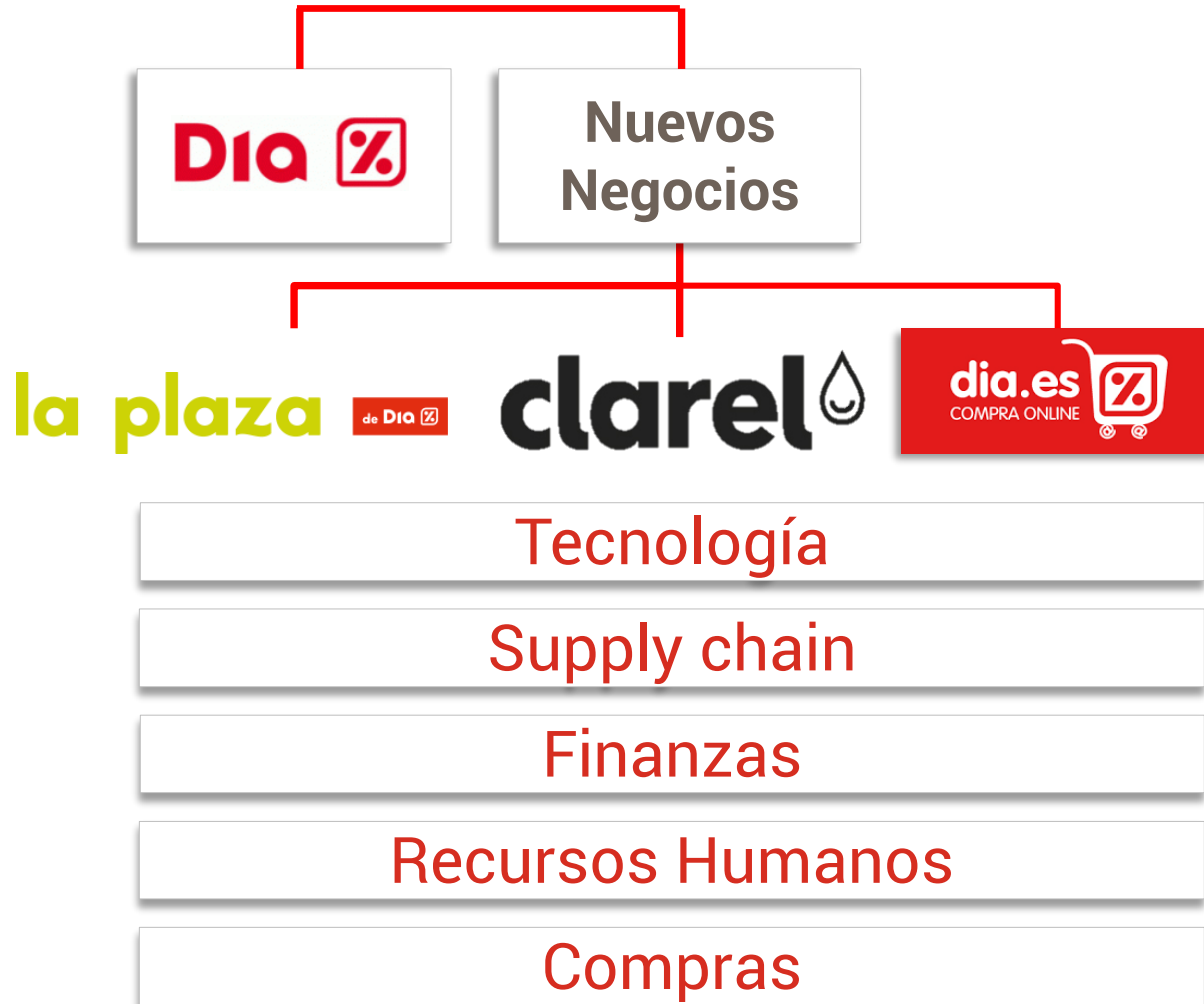 DIA %
Nuevos
Negocios
la plaza de DIA %
clarel
dia.es %
COMPRA ONLINE
@ @
Tecnología
Supply chain
Finanzas
Recursos Humanos
Compras